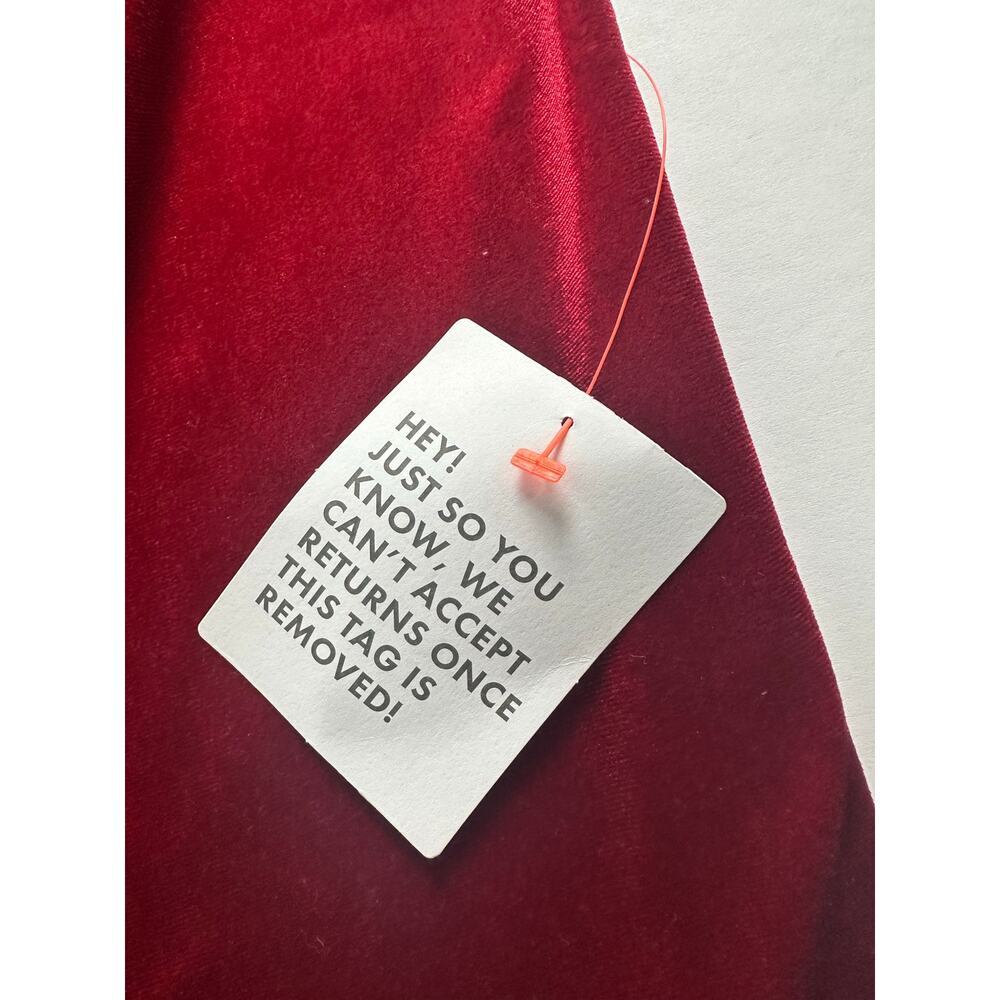 HEY!
JUST SO YOU
KNOW, WE
CAN'T ACCEPT
RETURNS ONCE
THIS TAG IS
REMOVED!